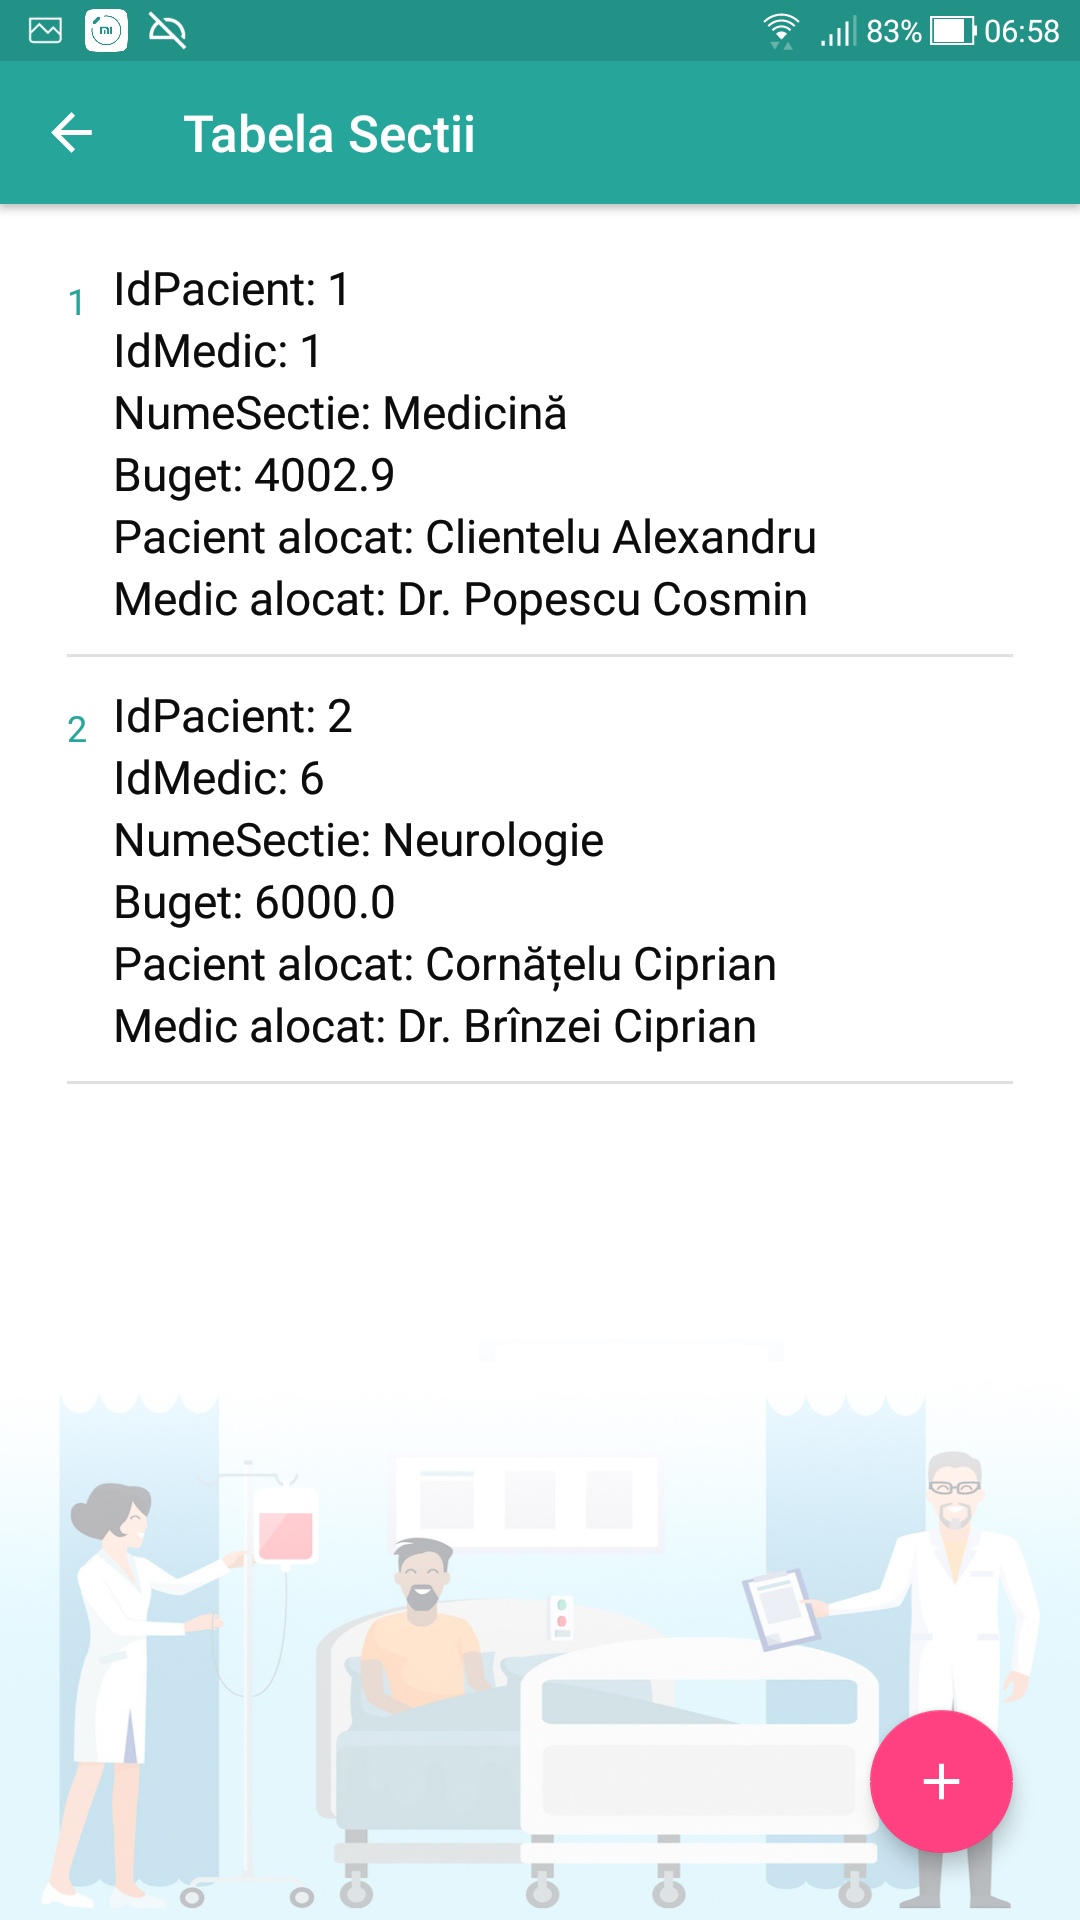 83% 06:58
Tabela Sectii
1
IdPacient: 1
IdMedic: 1
NumeSectie: Medicină
Buget: 4002.9
Pacient alocat: Clientelu Alexandru
Medic alocat: Dr. Popescu Cosmin
2
IdPacient: 2
IdMedic: 6
NumeSectie: Neurologie
Buget: 6000.0
Pacient alocat: Cornățelu Ciprian
Medic alocat: Dr. Brînzei Ciprian
+